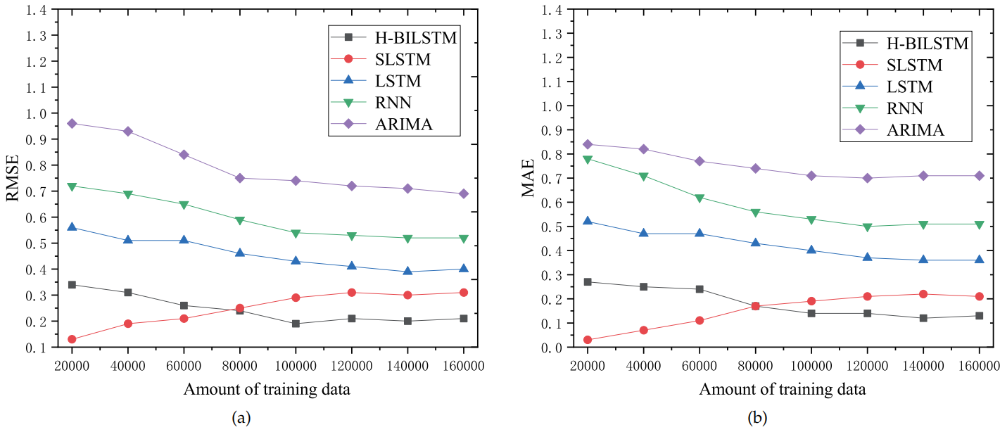 1.4
1.3
1.2
1.1
1.0
0.9
0.8
0.7
0.6
0.5
0.4
0.3
0.2
0.1
RMSE
H-BILSTM
SLSTM
LSTM
RNN
ARIMA
20000 40000 60000 80000 100000 120000 140000 160000
Amount of training data
(a)
1.4
1.3
1.2
1.1
1.0
0.9
0.8
0.7
0.6
0.5
0.4
0.3
0.2
0.1
0.0
MAE
H-BILSTM
SLSTM
LSTM
RNN
ARIMA
20000 40000 60000 80000 100000 120000 140000 160000
Amount of training data
(b)